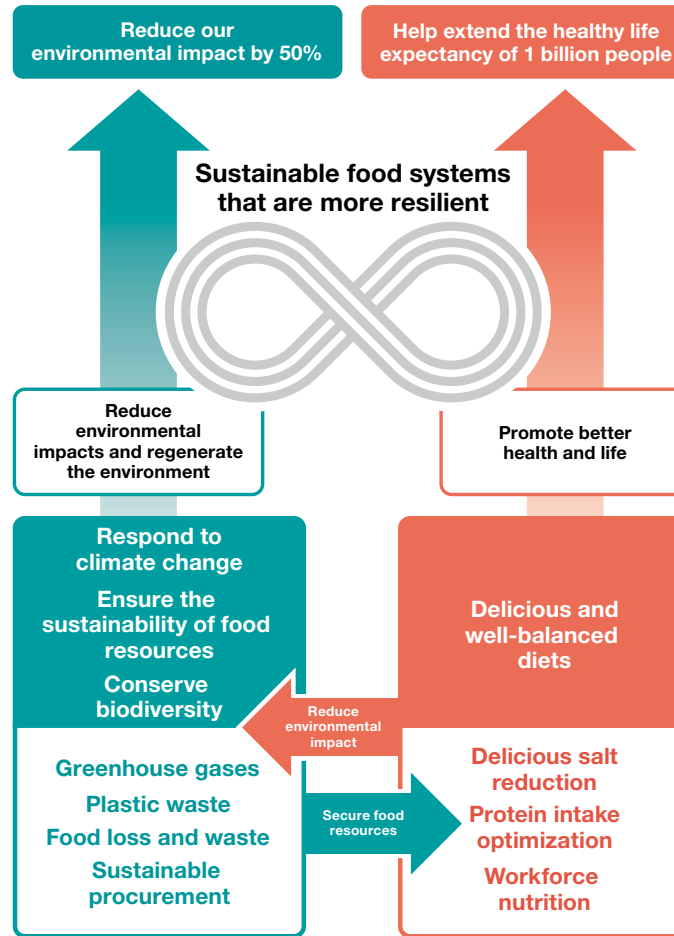 Reduce our
environmental impact by 50%
Help extend the healthy life
expectancy of 1 billion people
Sustainable food systems
that are more resilient
Reduce
environmental
impacts and regenerate
the environment
Promote better
health and life
Respond to
climate change
Ensure the
sustainability of food
resources
Conserve
biodiversity
Delicious and
well-balanced
diets
Reduce
environmental
impact
Greenhouse gases
Plastic waste
Food loss and waste
Sustainable
procurement
Secure food
resources
Delicious salt
reduction
Protein intake
optimization
Workforce
nutrition